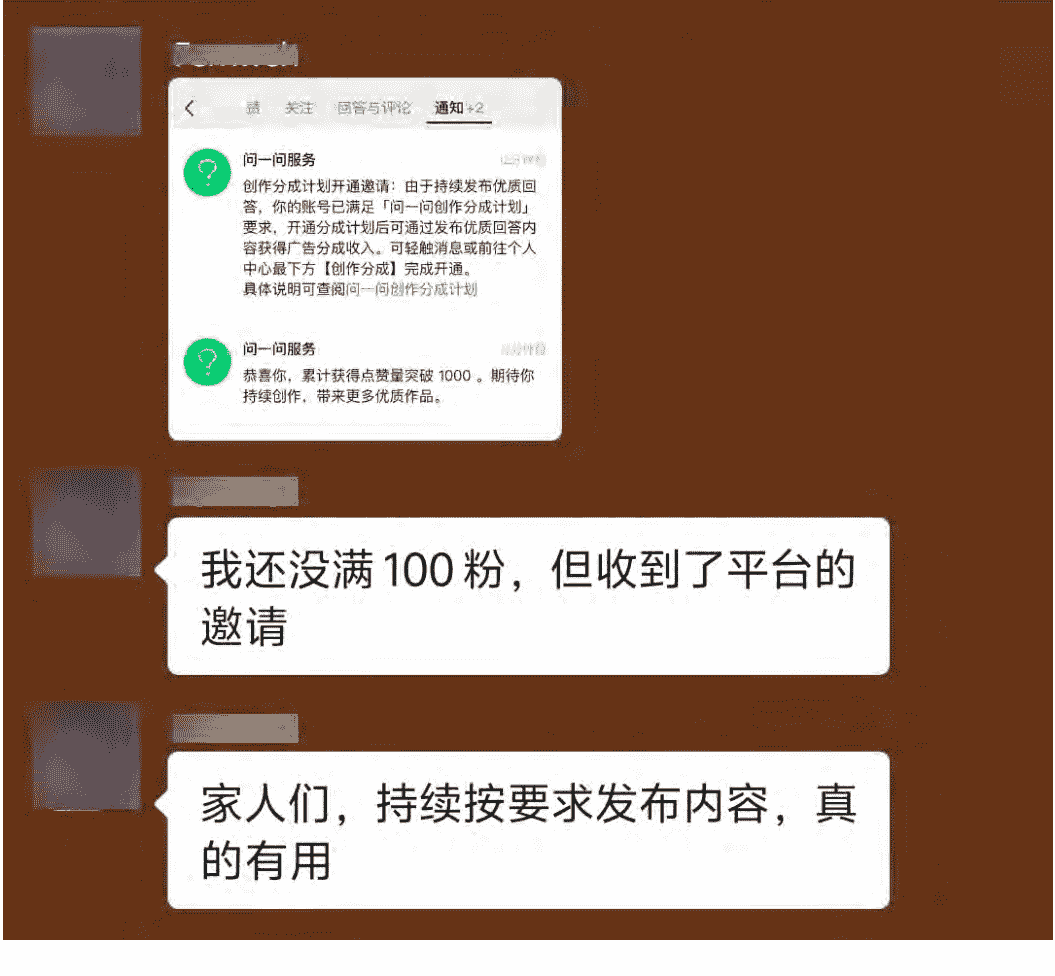 关注 回答与评论 通知+2
问一问服务
创作分成计划开通邀请：由于持续发布优质回
答，你的账号已满足「问一问创作分成计划」
要求，开通分成计划后可通过发布优质回答内
容获得广告分成收入。可轻触消息或前往个人
中心最下方【创作分成】完成开通。
具体说明可查阅问一问创作分成计划
问一问服务
恭喜你，累计获得点赞量突破 1000 。期待你
持续创作，带来更多优质作品。
我还没满100粉，但收到了平台的
邀请
家人们，持续按要求发布内容，真
的有用